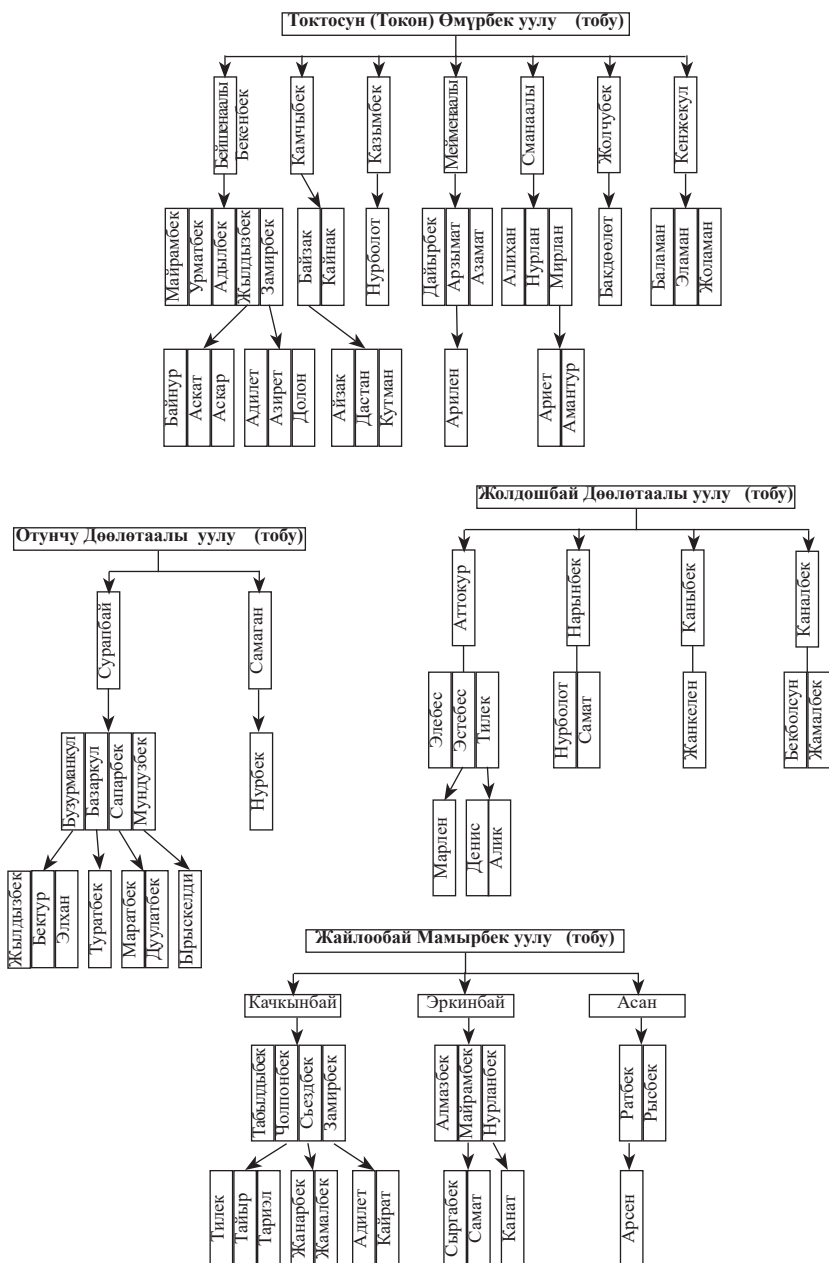 Токтосун (Токон) Өмүрбек уулу (тобу)
Бейшенаалы
Бекенбек
Камчыбек
Казымбек
Мейменаалы
Сманаалы
Жолчубек
Кенжекул
Майрамбек
Урматбек
Адылбек
Жылдызбек
Замирбек
Байзак
Кайнак
Нурболот
Дайырбек
Арзымат
Азамат
Алихан
Нурлан
Мирлан
Бакдөөлөт
Баламан
Эламан
Жоламан
Байнур
Аскат
Аскар
Адилет
Азирет
Долон
Айзак
Дастан
Кутман
Арилен
Ариет
Амантур
Отунчу Дөөлөтаалы уулу (тобу)
Сурапбай
Самаган
Бузурманкул
Базаркул
Сапарбек
Мундузбек
Нурбек
Жылдызбек
Бектур
Элхан
Туратбек
Маратбек
Дуулатбек
Ырыскелди
Жолдошбай Дөөлөтаалы уулу (тобу)
Аттокур
Нарынбек
Каныбек
Каналбек
Элебес
Эстебес
Тилек
Нурболот
Самат
Жанкелен
Бекболсун
Жамалбек
Марлен
Денис
Алик
Жайлообай Мамырбек уулу (тобу)
Качкынбай
Эркинбай
Асан
Табылдыбек
Чолпонбек
Сьездбек
Замирбек
Алмазбек
Майрамбек
Нурланбек
Ратбек
Рысбек
Тилек
Тайыр
Тариэл
Жанарбек
Жамалбек
Адилет
Кайрат
Сыргабек
Самат
Канат
Арсен